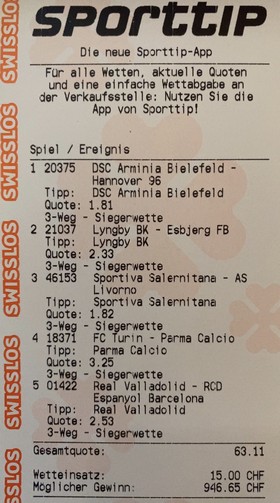 sporttip
Die neue Sporttip-App
Für alle Wetten, aktuelle Quoten
und eine einfache Wettabgabe an
der Verkaufsstelle: Nutzen Sie die
App von Sporttip!
Spiel / Ereignis
1 20375 DSC Arminia Bielefeld -
Hannover 96
Tipp: DSC Arminia Bielefeld
Quote: 1.81
3-Weg - Siegerwette
2 21037 Lyngby BK - Esbjerg FB
Tipp: Lyngby BK
Quote: 2.33
3-Weg - Siegerwette
3 46153 Sportiva Salernitana - AS
Livorno
Tipp: Sportiva Salernitana
Quote: 1.82
3-Weg - Siegerwette
4 18371 FC Turin - Parma Calcio
Tipp: Parma Calcio
Quote: 3.25
3-Weg - Siegerwette
5 01422 Real Valladolid - RCD
Espanyol Barcelona
Tipp: Real Valladolid
Quote: 2.53
3-Weg - Siegerwette
Gesamtquote: 63.11
Wetteinsatz: 15.00 CHF
Möglicher Gewinn: 946.65 CHF
SWISSLOS
SWISSLOS
SWISSLOS
SWISSLOS